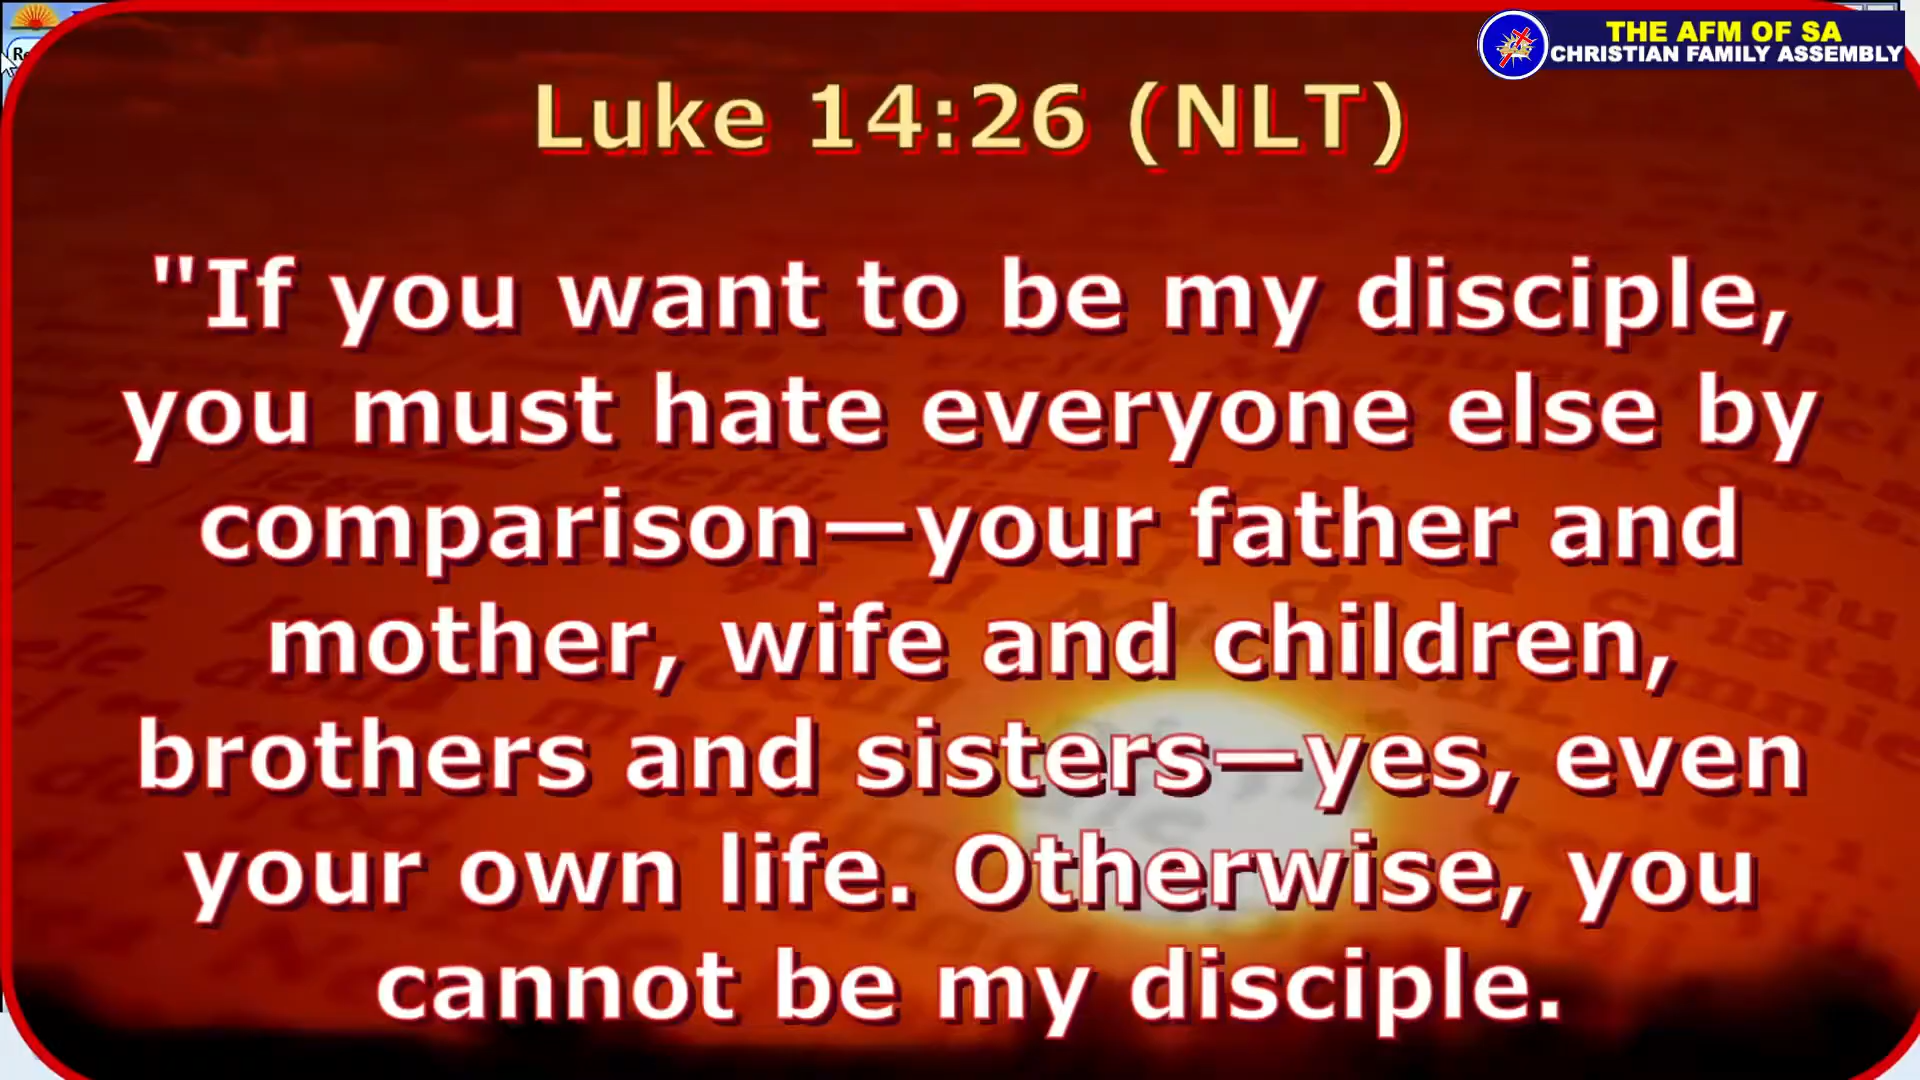 THE AFM OF SA
CHRISTIAN FAMILY ASSEMBLY
Luke 14:26 (NLT)
"If you want to be my disciple,
you must hate everyone else by
comparison—your father and
mother, wife and children,
brothers and sisters—yes, even
your own life. Otherwise, you
cannot be my disciple.